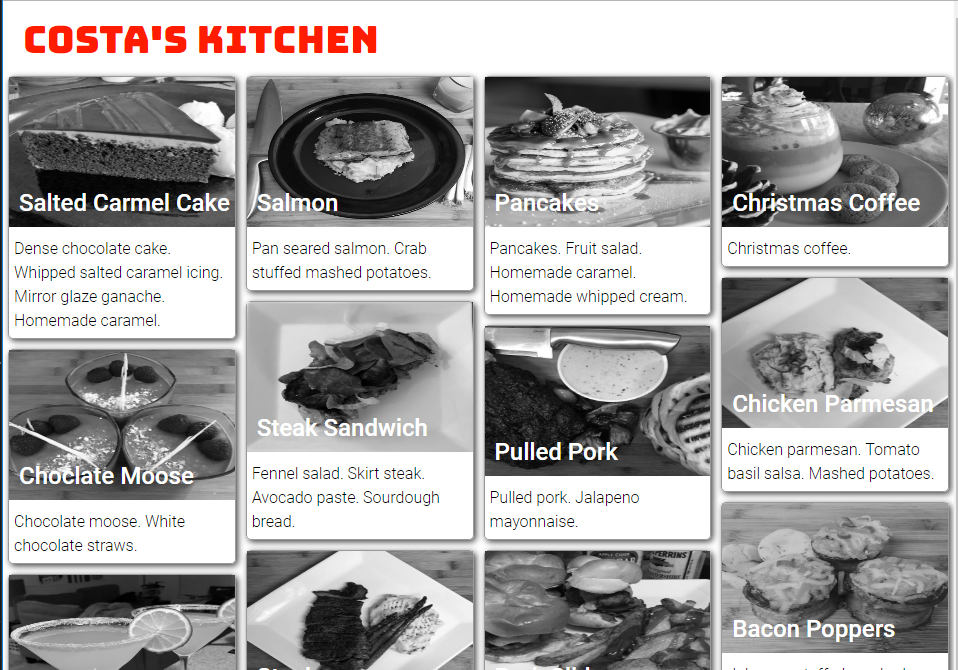 COSTA'S KITCHEN
Salted Carmel Cake
Dense chocolate cake.
Whipped salted caramel icing.
Mirror glaze ganache.
Homemade caramel.
Salmon
Pan seared salmon. Crab
stuffed mashed potatoes.
Pancakes
Pancakes. Fruit salad.
Homemade caramel.
Homemade whipped cream.
Christmas Coffee
Christmas coffee.
Choclate Moose
Chocolate moose. White
chocolate straws.
Steak Sandwich
Fennel salad. Skirt steak.
Avocado paste. Sourdough
bread.
Pulled Pork
Pulled pork. Jalapeno
mayonnaise.
Chicken Parmesan
Chicken parmesan. Tomato
basil salsa. Mashed potatoes.
Bacon Poppers